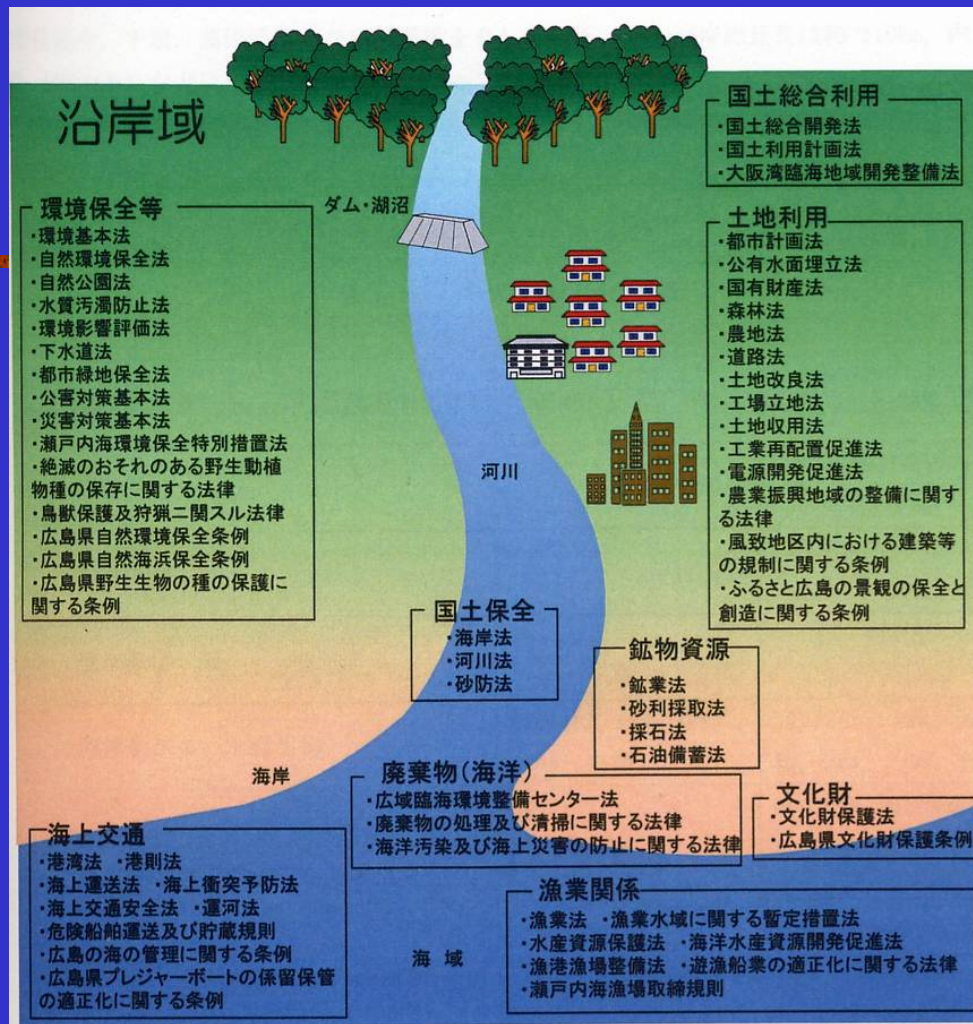 沿岸域
国土総合利用
・国土総合開発法
・国土利用計画法
・大阪湾臨海地域開発整備法
環境保全等
・環境基本法
・自然環境保全法
・自然公園法
・水質汚濁防止法
・環境影響評価法
・下水道法
・都市緑地保全法
・公害対策基本法
・災害対策基本法
・瀬戸内海環境保全特別措置法
・絶滅のおそれのある野生動植
物種の保存に関する法律
・鳥獣保護及狩猟ニ関スル法律
・広島県自然環境保全条例
・広島県自然海浜保全条例
・広島県野生生物の種の保護に
関する条例
ダム・湖沼
土地利用
・都市計画法
・公有水面埋立法
・国有財産法
・森林法
・農地法
・道路法
・土地改良法
・工場立地法
・土地収用法
・工業再配置促進法
・電源開発促進法
・農業振興地域の整備に関す
る法律
・風致地区内における建築等
の規制に関する条例
・ふるさと広島の景観の保全と
創造に関する条例
河川
国土保全
・海岸法
・河川法
・砂防法
鉱物資源
・鉱業法
・砂利採取法
・採石法
・石油備蓄法
海岸
廃棄物(海洋)
・広域臨海環境整備センター法
・廃棄物の処理及び清掃に関する法律
・海洋汚染及び海上災害の防止に関する法律
文化財
・文化財保護法
・広島県文化財保護条例
海上交通
・港湾法 ・港則法
・海上運送法 ・海上衝突予防法
・海上交通安全法 ・運河法
・危険船舶運送及び貯蔵規則
・広島の海の管理に関する条例
・広島県プレジャーボートの係留保管
の適正化に関する条例
海域
漁業関係
・漁業法 ・漁業水域に関する暫定措置法
・水産資源保護法 ・海洋水産資源開発促進法
・漁港漁場整備法 ・遊漁船業の適正化に関する法律
・瀬戸内海漁場取締規則